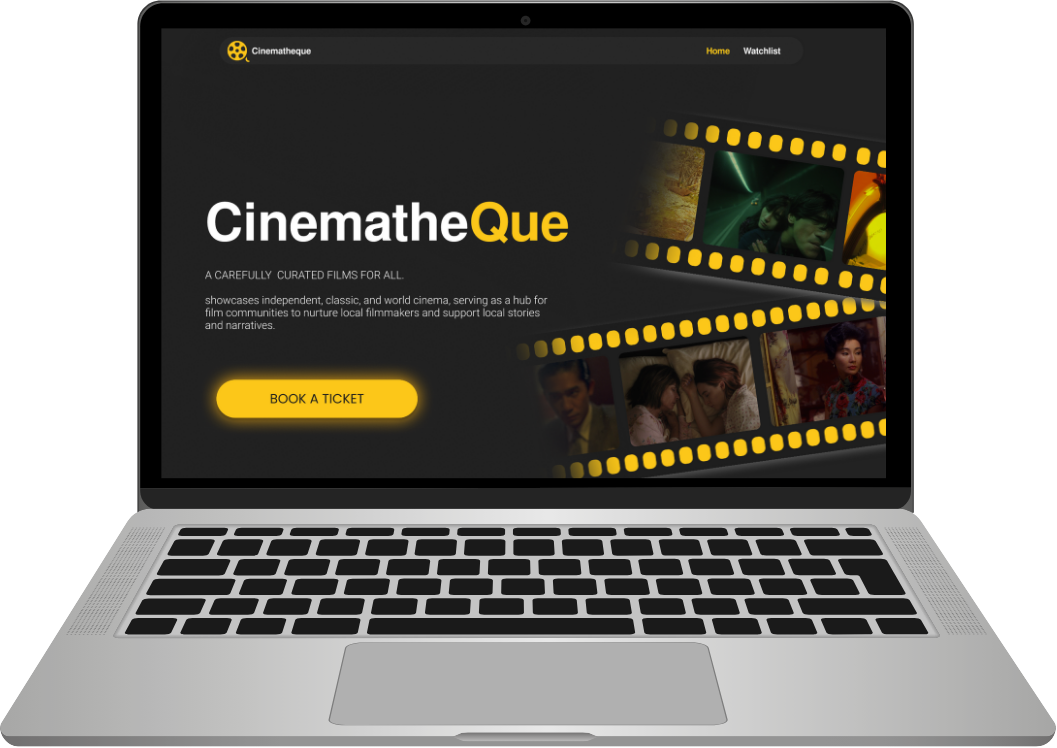 Cinematheque
Home Watchlist
CinematheQue
A CAREFULLY CURATED FILMS FOR ALL.
showcases independent, classic, and world cinema, serving as a hub for
film communities to nurture local filmmakers and support local stories
and narratives.
BOOK A TICKET